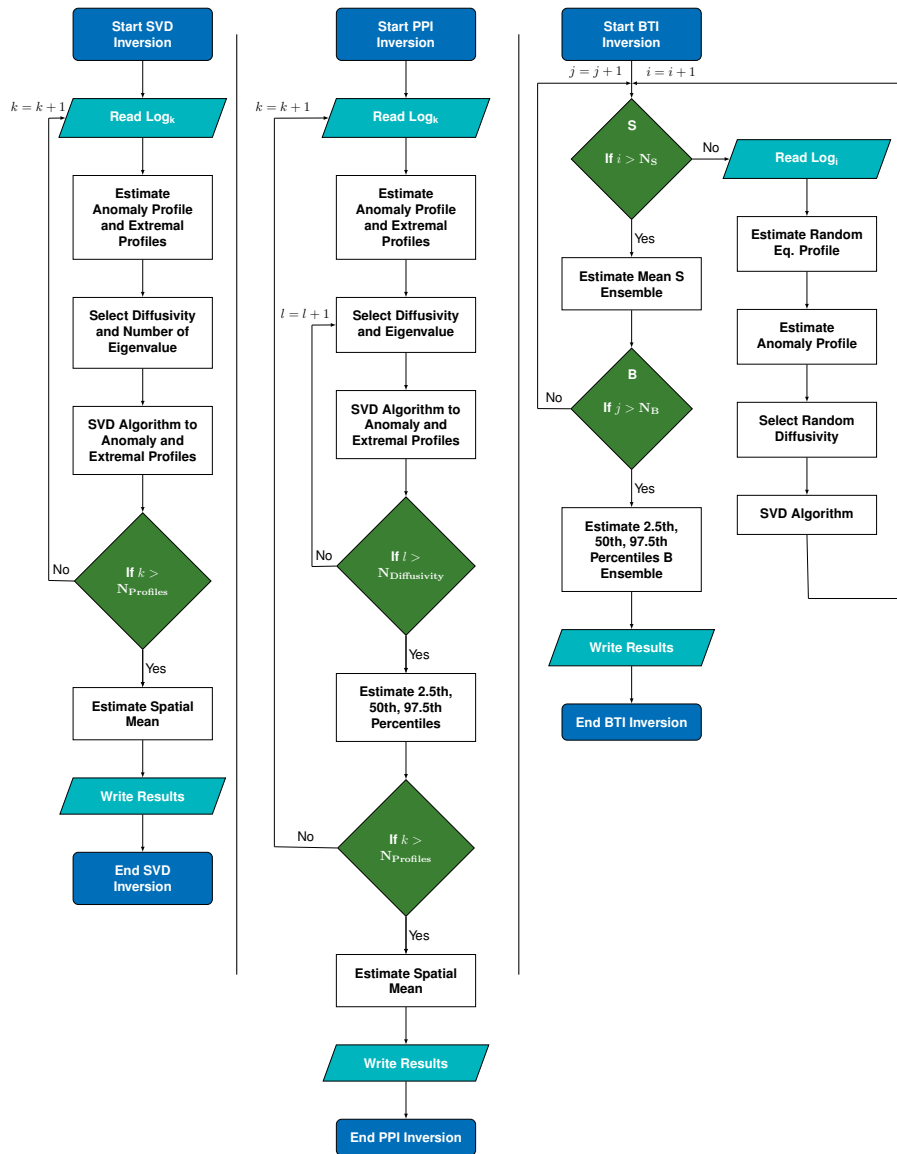 Start SVD
Inversion
k = k + 1
Read Logₖ
Estimate
Anomaly Profile
and Extremal
Profiles
Select Diffusivity
and Number of
Eigenvalue
SVD Algorithm to
Anomaly and
Extremal Profiles
If k >
N_Profiles
No
Yes
Estimate Spatial
Mean
Write Results
End SVD
Inversion
Start PPI
Inversion
k = k + 1
Read Logₖ
Estimate
Anomaly Profile
and Extremal
Profiles
l = l + 1
Select Diffusivity
and Eigenvalue
SVD Algorithm to
Anomaly and
Extremal Profiles
If l >
N_Diffusivity
No
Yes
Estimate 2.5th,
50th, 97.5th
Percentiles
If k >
N_Profiles
No
Yes
Estimate Spatial
Mean
Write Results
End PPI Inversion
Start BTI
Inversion
j = j + 1
i = i + 1
S
If i > N_S
No
Yes
Estimate Mean S
Ensemble
B
If j > N_B
No
Yes
Estimate 2.5th,
50th, 97.5th
Percentiles B
Ensemble
Write Results
End BTI Inversion
Read Logᵢ
Estimate Random
Eq. Profile
Estimate
Anomaly Profile
Select Random
Diffusivity
SVD Algorithm